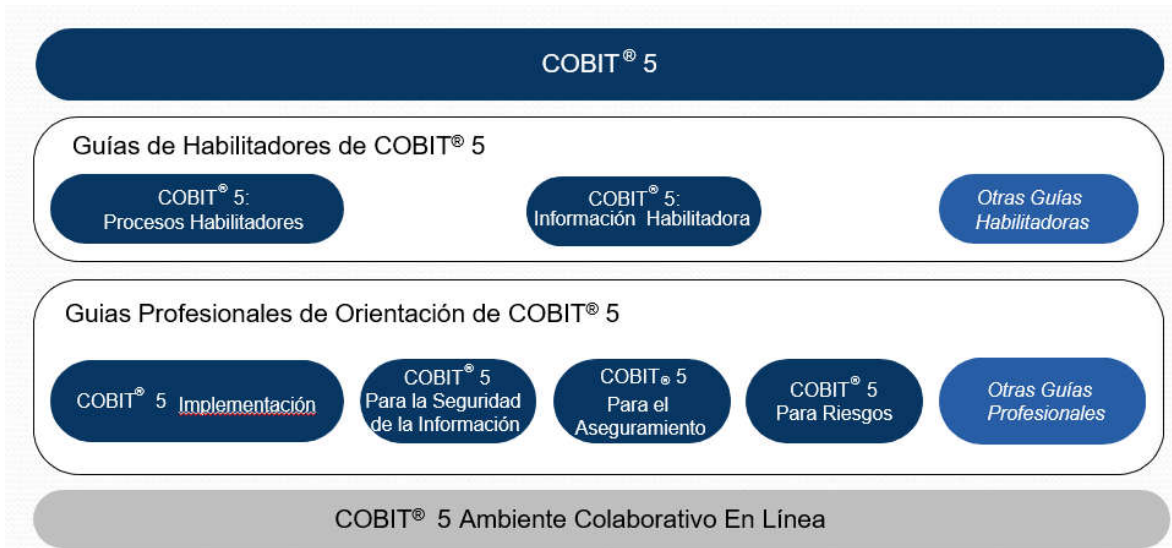 COBIT® 5
Guías de Habilitadores de COBIT® 5
COBIT® 5:
Procesos Habilitadores
COBIT® 5:
Información Habilitadora
Otras Guías
Habilitadoras
Guias Profesionales de Orientación de COBIT® 5
COBIT® 5 Implementación
COBIT® 5
Para la Seguridad
de la Información
COBIT® 5
Para el
Aseguramiento
COBIT® 5
Para Riesgos
Otras Guías
Profesionales
COBIT® 5 Ambiente Colaborativo En Línea